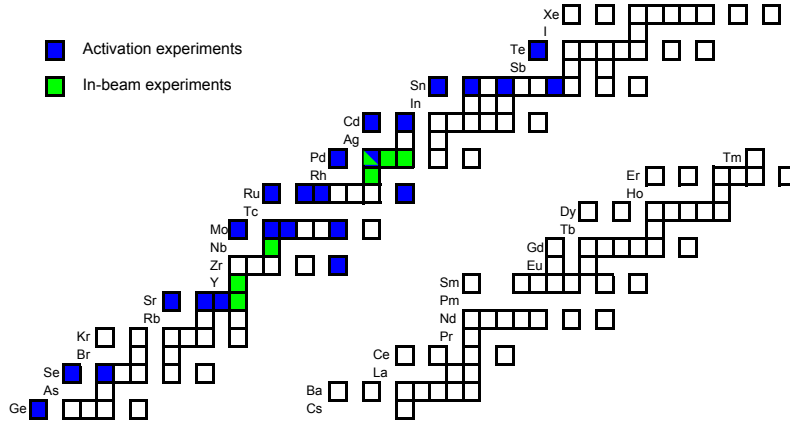 Xe
I
Activation experiments
Te
Sb
In-beam experiments
Sn
In
Cd
Ag
Pd
Tm
Rh
Er
Ru
Ho
Tc
Dy
Mo
Tb
Nb
Gd
Zr
Eu
Y
Sm
Sr
Pm
Rb
Nd
Kr
Pr
Br
Ce
Se
La
As
Ba
Ge
Cs